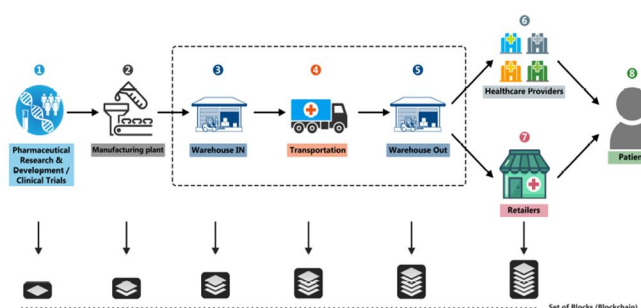 1
2
3
4
5
6
7
8
Pharmaceutical
Research &
Development /
Clinical Trials
Manufacturing plant
Warehouse IN
Transportation
Warehouse Out
Healthcare Providers
Retailers
Patien
Set of Blocks (Blockchain)